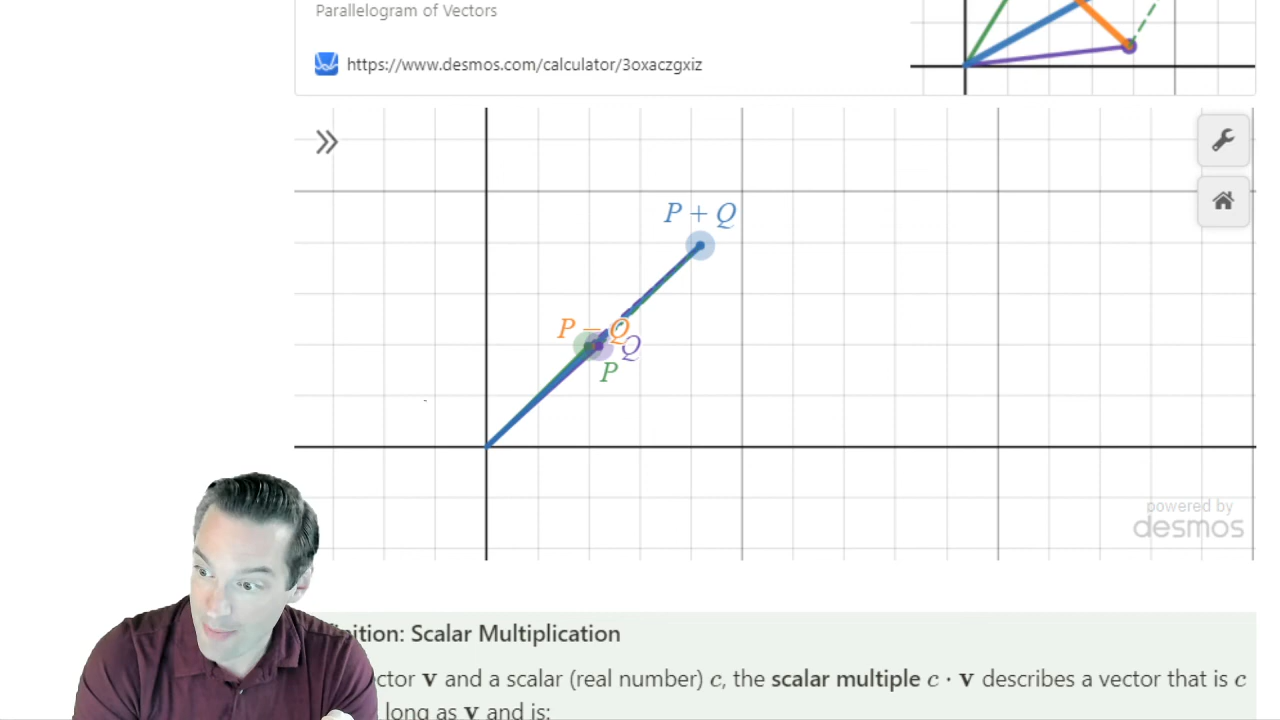 Parallelogram of Vectors
https://www.desmos.com/calculator/3oxaczgxiz
P + Q
P − Q
Q
P
powered by
desmos
ition: Scalar Multiplication
ctor v and a scalar (real number) c, the scalar multiple c · v describes a vector that is c
long as v and is: